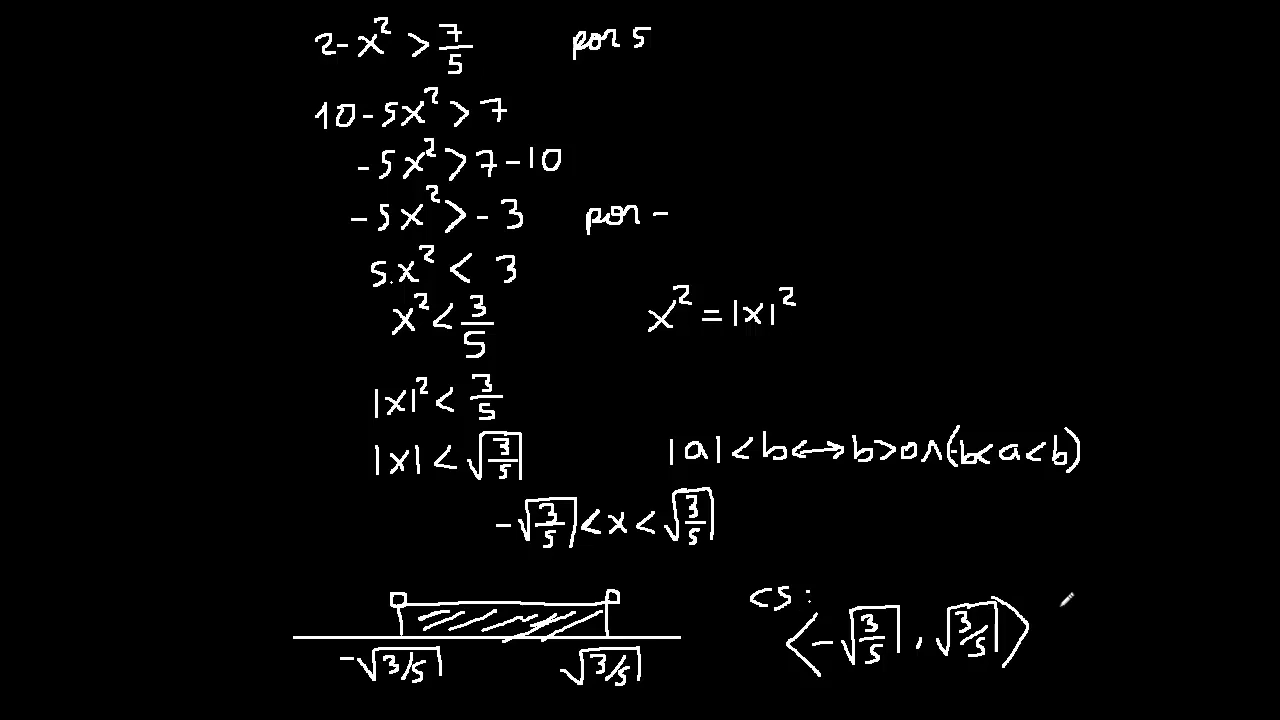 2-x² > 7/5 por 5
10-5x² > 7
-5x² > 7-10
-5x² > -3 por -
5.x² < 3
x² < 3/5 x² = |x|²
|x|² < 3/5
|x| < √(3/5) |a| < b ↔ b > 0 ∧ (-b < a < b)
-√(3/5) < x < √(3/5)
CS:
-√(3/5) √(3/5) <-√(3/5), √(3/5)>